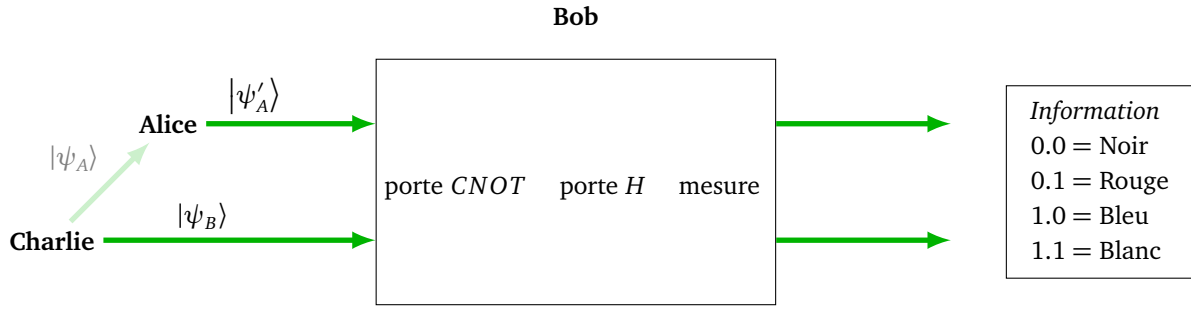 Bob
|ψ′_A⟩
Alice
|ψ_A⟩
|ψ_B⟩
Charlie
porte CNOT porte H mesure
Information
0.0 = Noir
0.1 = Rouge
1.0 = Bleu
1.1 = Blanc